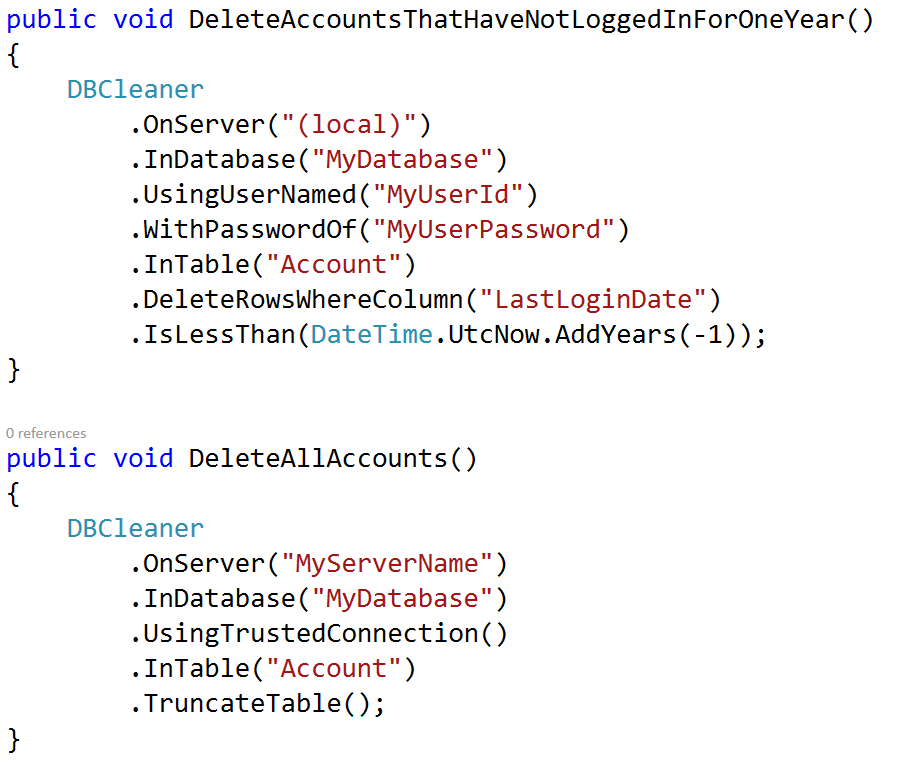 public void DeleteAccountsThatHaveNotLoggedInForOneYear()
{
    DBCleaner
        .OnServer("(local)")
        .InDatabase("MyDatabase")
        .UsingUserNamed("MyUserId")
        .WithPasswordOf("MyUserPassword")
        .InTable("Account")
        .DeleteRowsWhereColumn("LastLoginDate")
        .IsLessThan(DateTime.UtcNow.AddYears(-1));
}
0 references
public void DeleteAllAccounts()
{
    DBCleaner
        .OnServer("MyServerName")
        .InDatabase("MyDatabase")
        .UsingTrustedConnection()
        .InTable("Account")
        .TruncateTable();
}